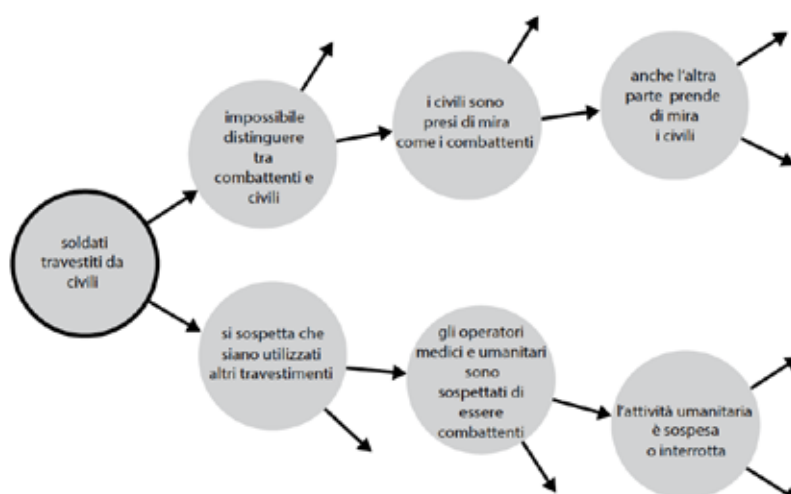 soldati
travestiti da
civili
impossibile
distinguere
tra
combattenti e
civili
i civili sono
presi di mira
come i combattenti
anche l'altra
parte prende
di mira
i civili
si sospetta che
siano utilizzati
altri travestimenti
gli operatori
medici e umanitari
sono
sospettati di
essere
combattenti
l'attività umanitaria
è sospesa
o interrotta